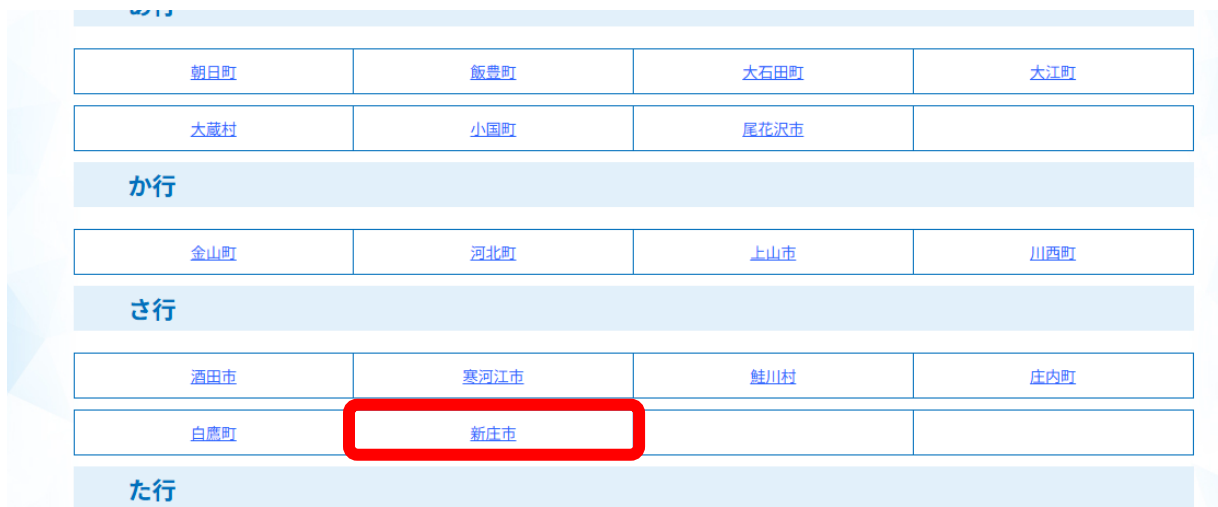 あ行
朝日町 飯豊町 大石田町 大江町
大蔵村 小国町 尾花沢市
か行
金山町 河北町 上山市 川西町
さ行
酒田市 寒河江市 鮭川村 庄内町
白鷹町 新庄市
た行